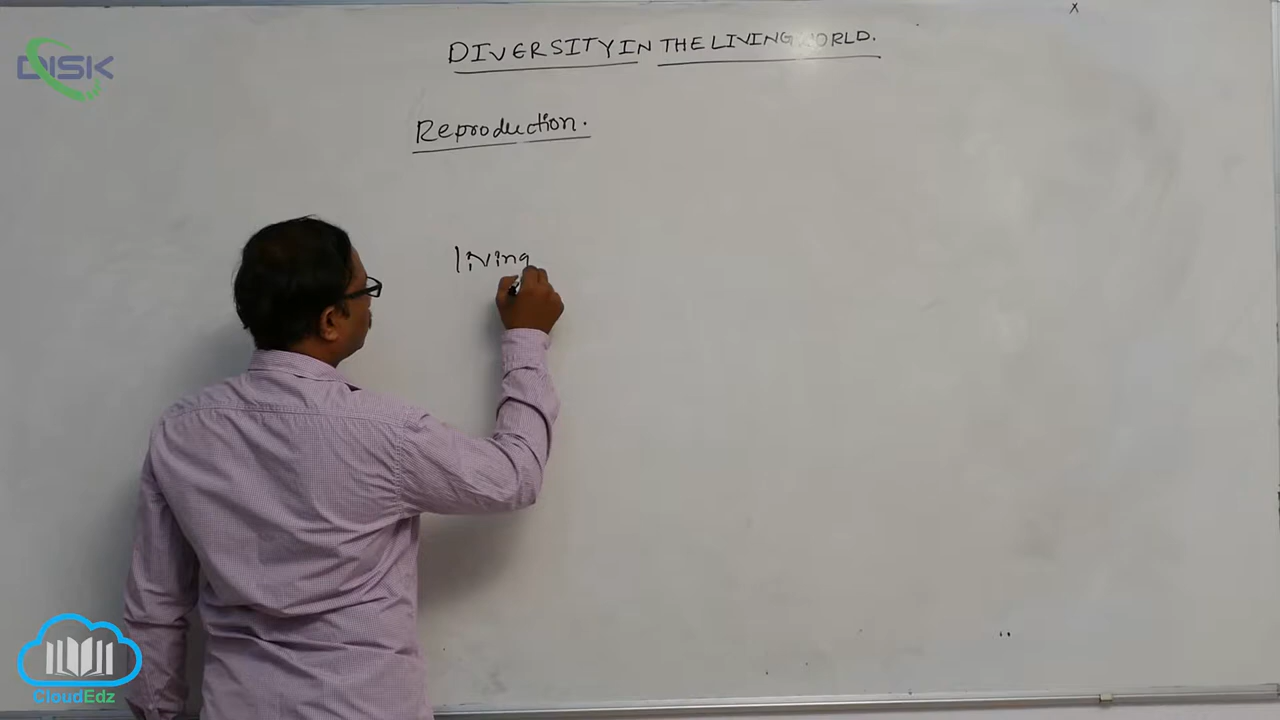 DISK
DIVERSITY IN THE LIVING WORLD.
Reproduction.
living
CloudEdz